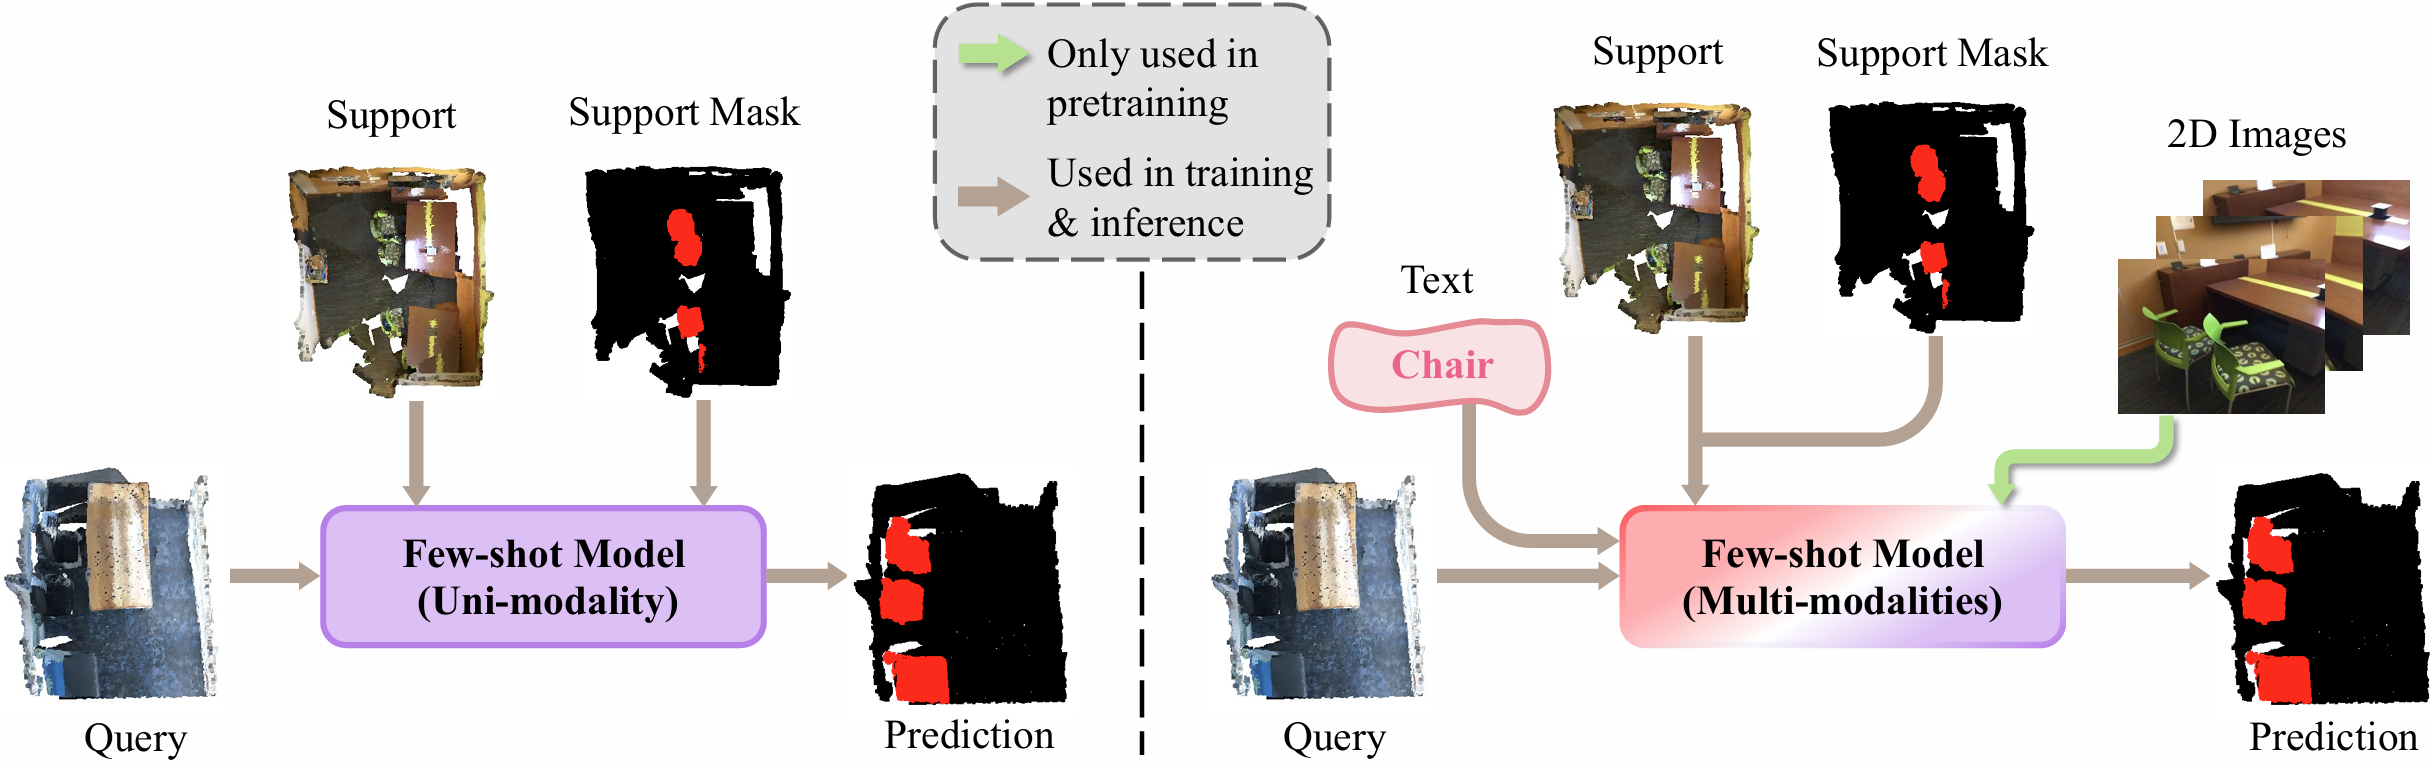 Support
Support Mask
Query
Few-shot Model
(Uni-modality)
Prediction
Only used in
pretraining
Used in training
& inference
Support
Support Mask
2D Images
Text
Chair
Query
Few-shot Model
(Multi-modalities)
Prediction